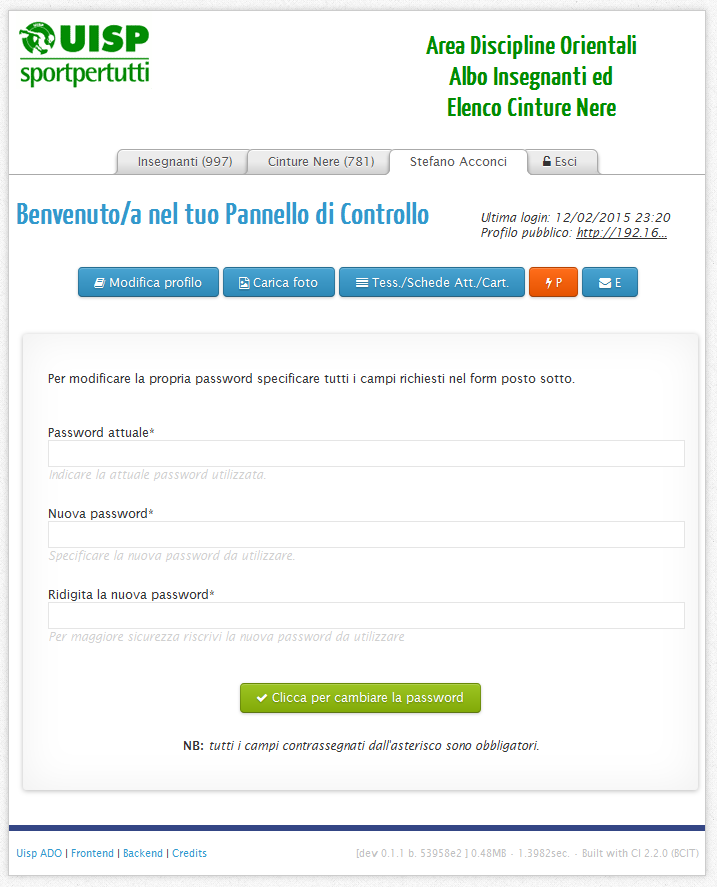 UISP
sportpertutti
Area Discipline Orientali
Albo Insegnanti ed
Elenco Cinture Nere
Insegnanti (997) Cinture Nere (781) Stefano Acconci Esci
Benvenuto/a nel tuo Pannello di Controllo
Ultima login: 12/02/2015 23:20
Profilo pubblico: http://192.16...
Modifica profilo Carica foto Tess./Schede Att./Cart. P E
Per modificare la propria password specificare tutti i campi richiesti nel form posto sotto.
Password attuale*
Indicare la attuale password utilizzata.
Nuova password*
Specificare la nuova password da utilizzare.
Ridigita la nuova password*
Per maggiore sicurezza riscrivi la nuova password da utilizzare
Clicca per cambiare la password
NB: tutti i campi contrassegnati dall'asterisco sono obbligatori.
Uisp ADO | Frontend | Backend | Credits [dev 0.1.1 b. 53958e2 ] 0.48MB - 1.3982sec. - Built with CI 2.2.0 (BCIT)